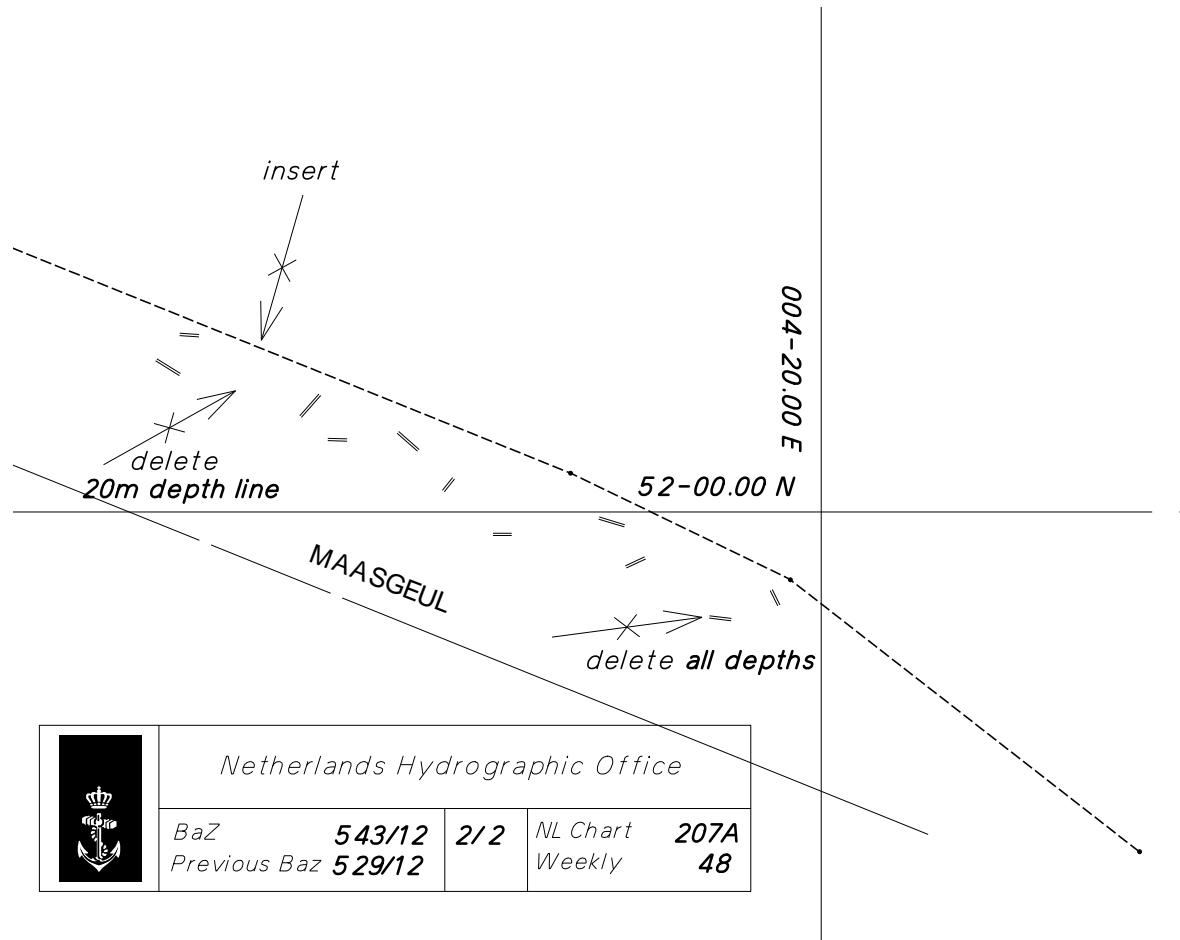 insert
004-20.00 E
delete
20m depth line
52-00.00 N
MAASGEUL
delete all depths
Netherlands Hydrographic Office
BaZ 543/12 2/2 NL Chart 207A
Previous Baz 529/12 Weekly 48